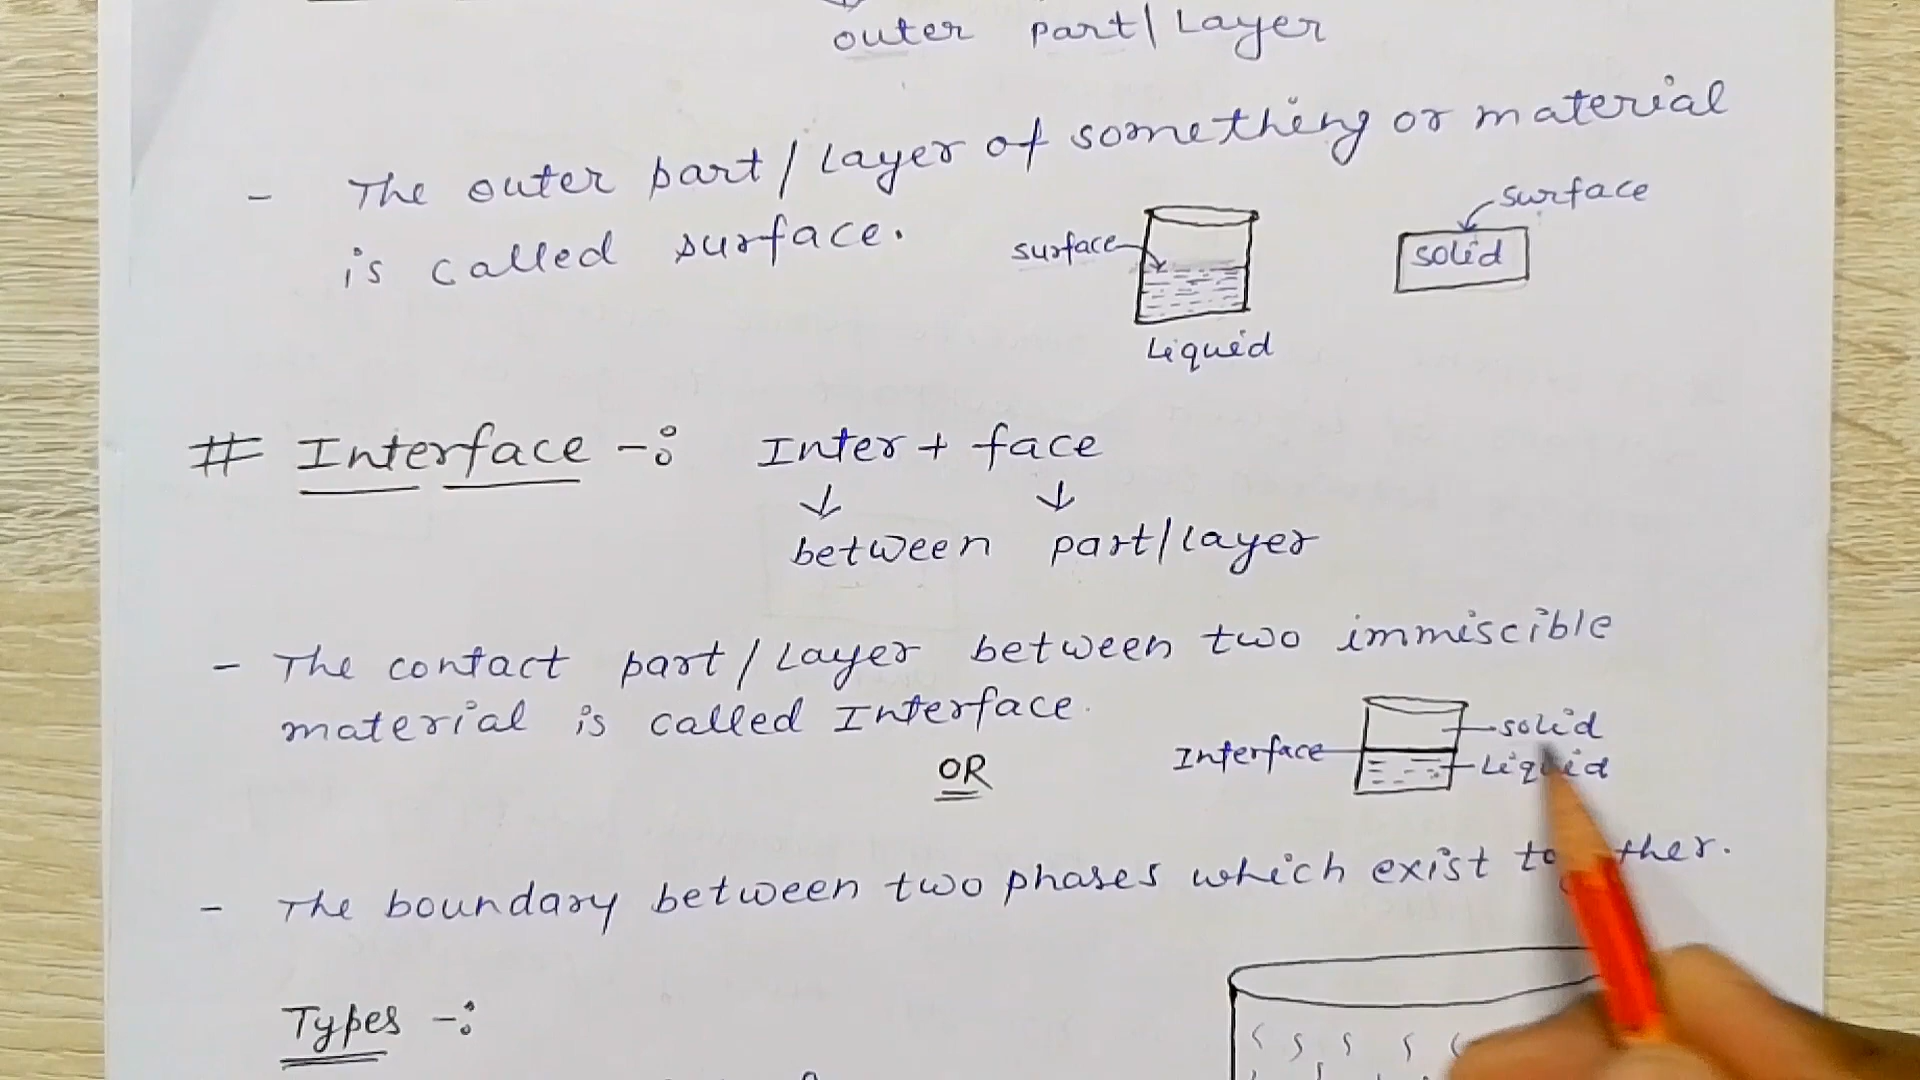 outer part/Layer
- The outer part/Layer of something or material
is called surface.
surface
Liquid
surface
solid
# Interface -: Inter + face
between part/Layer
- The contact part/Layer between two immiscible
material is called Interface.
Interface
solid
Liquid
OR
- The boundary between two phases which exist together.
Types -: